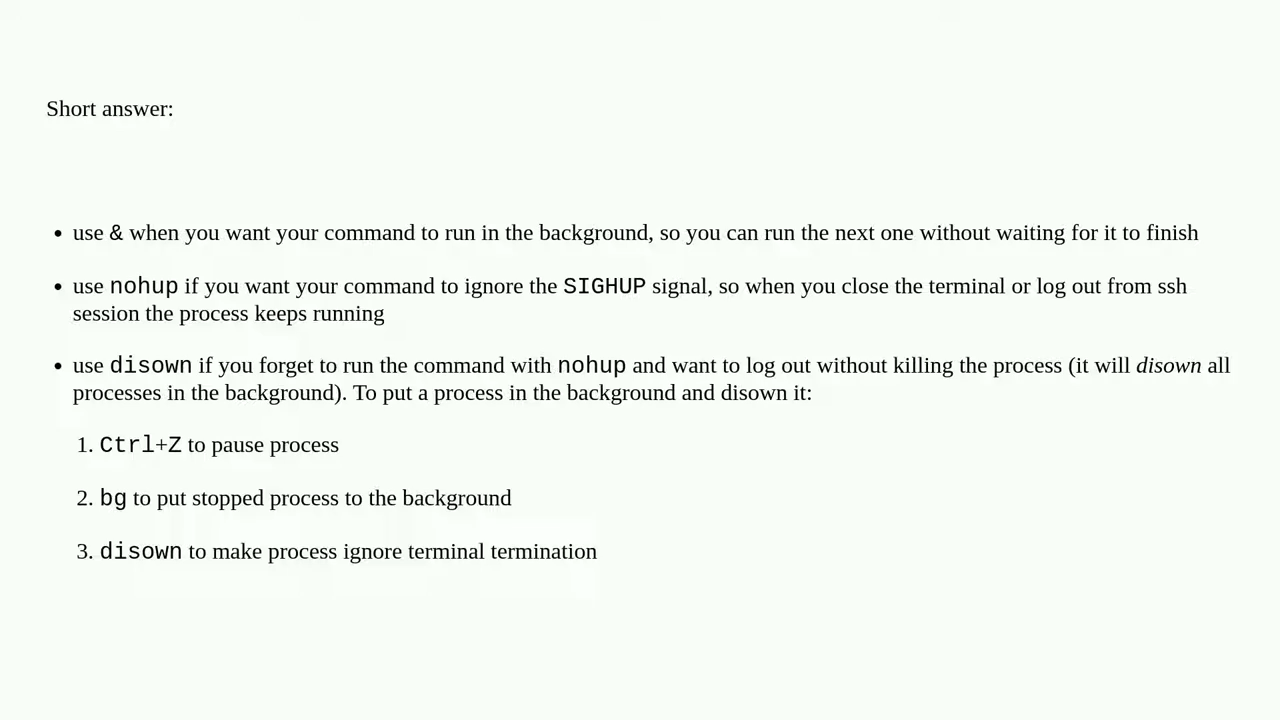 Short answer:
• use & when you want your command to run in the background, so you can run the next one without waiting for it to finish
• use nohup if you want your command to ignore the SIGHUP signal, so when you close the terminal or log out from ssh
session the process keeps running
• use disown if you forget to run the command with nohup and want to log out without killing the process (it will disown all
processes in the background). To put a process in the background and disown it:
1. Ctrl+Z to pause process
2. bg to put stopped process to the background
3. disown to make process ignore terminal termination